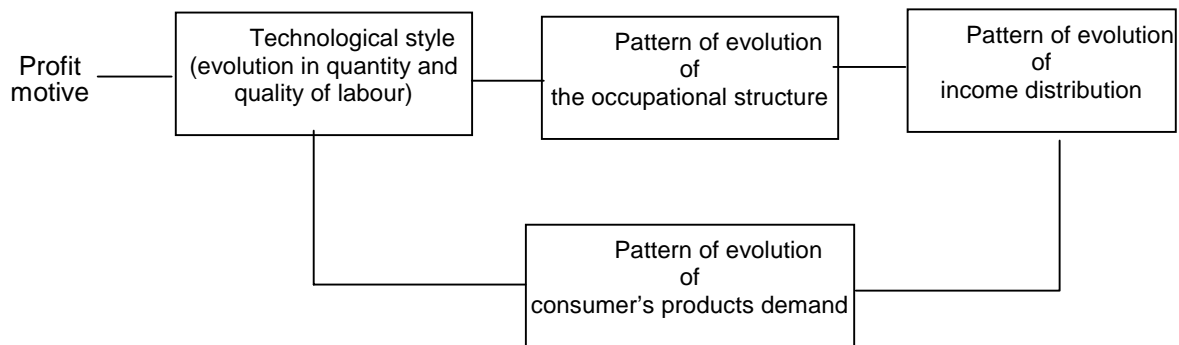 Profit
motive
Technological style
(evolution in quantity and
quality of labour)
Pattern of evolution
of
the occupational structure
Pattern of evolution
of
income distribution
Pattern of evolution
of
consumer’s products demand